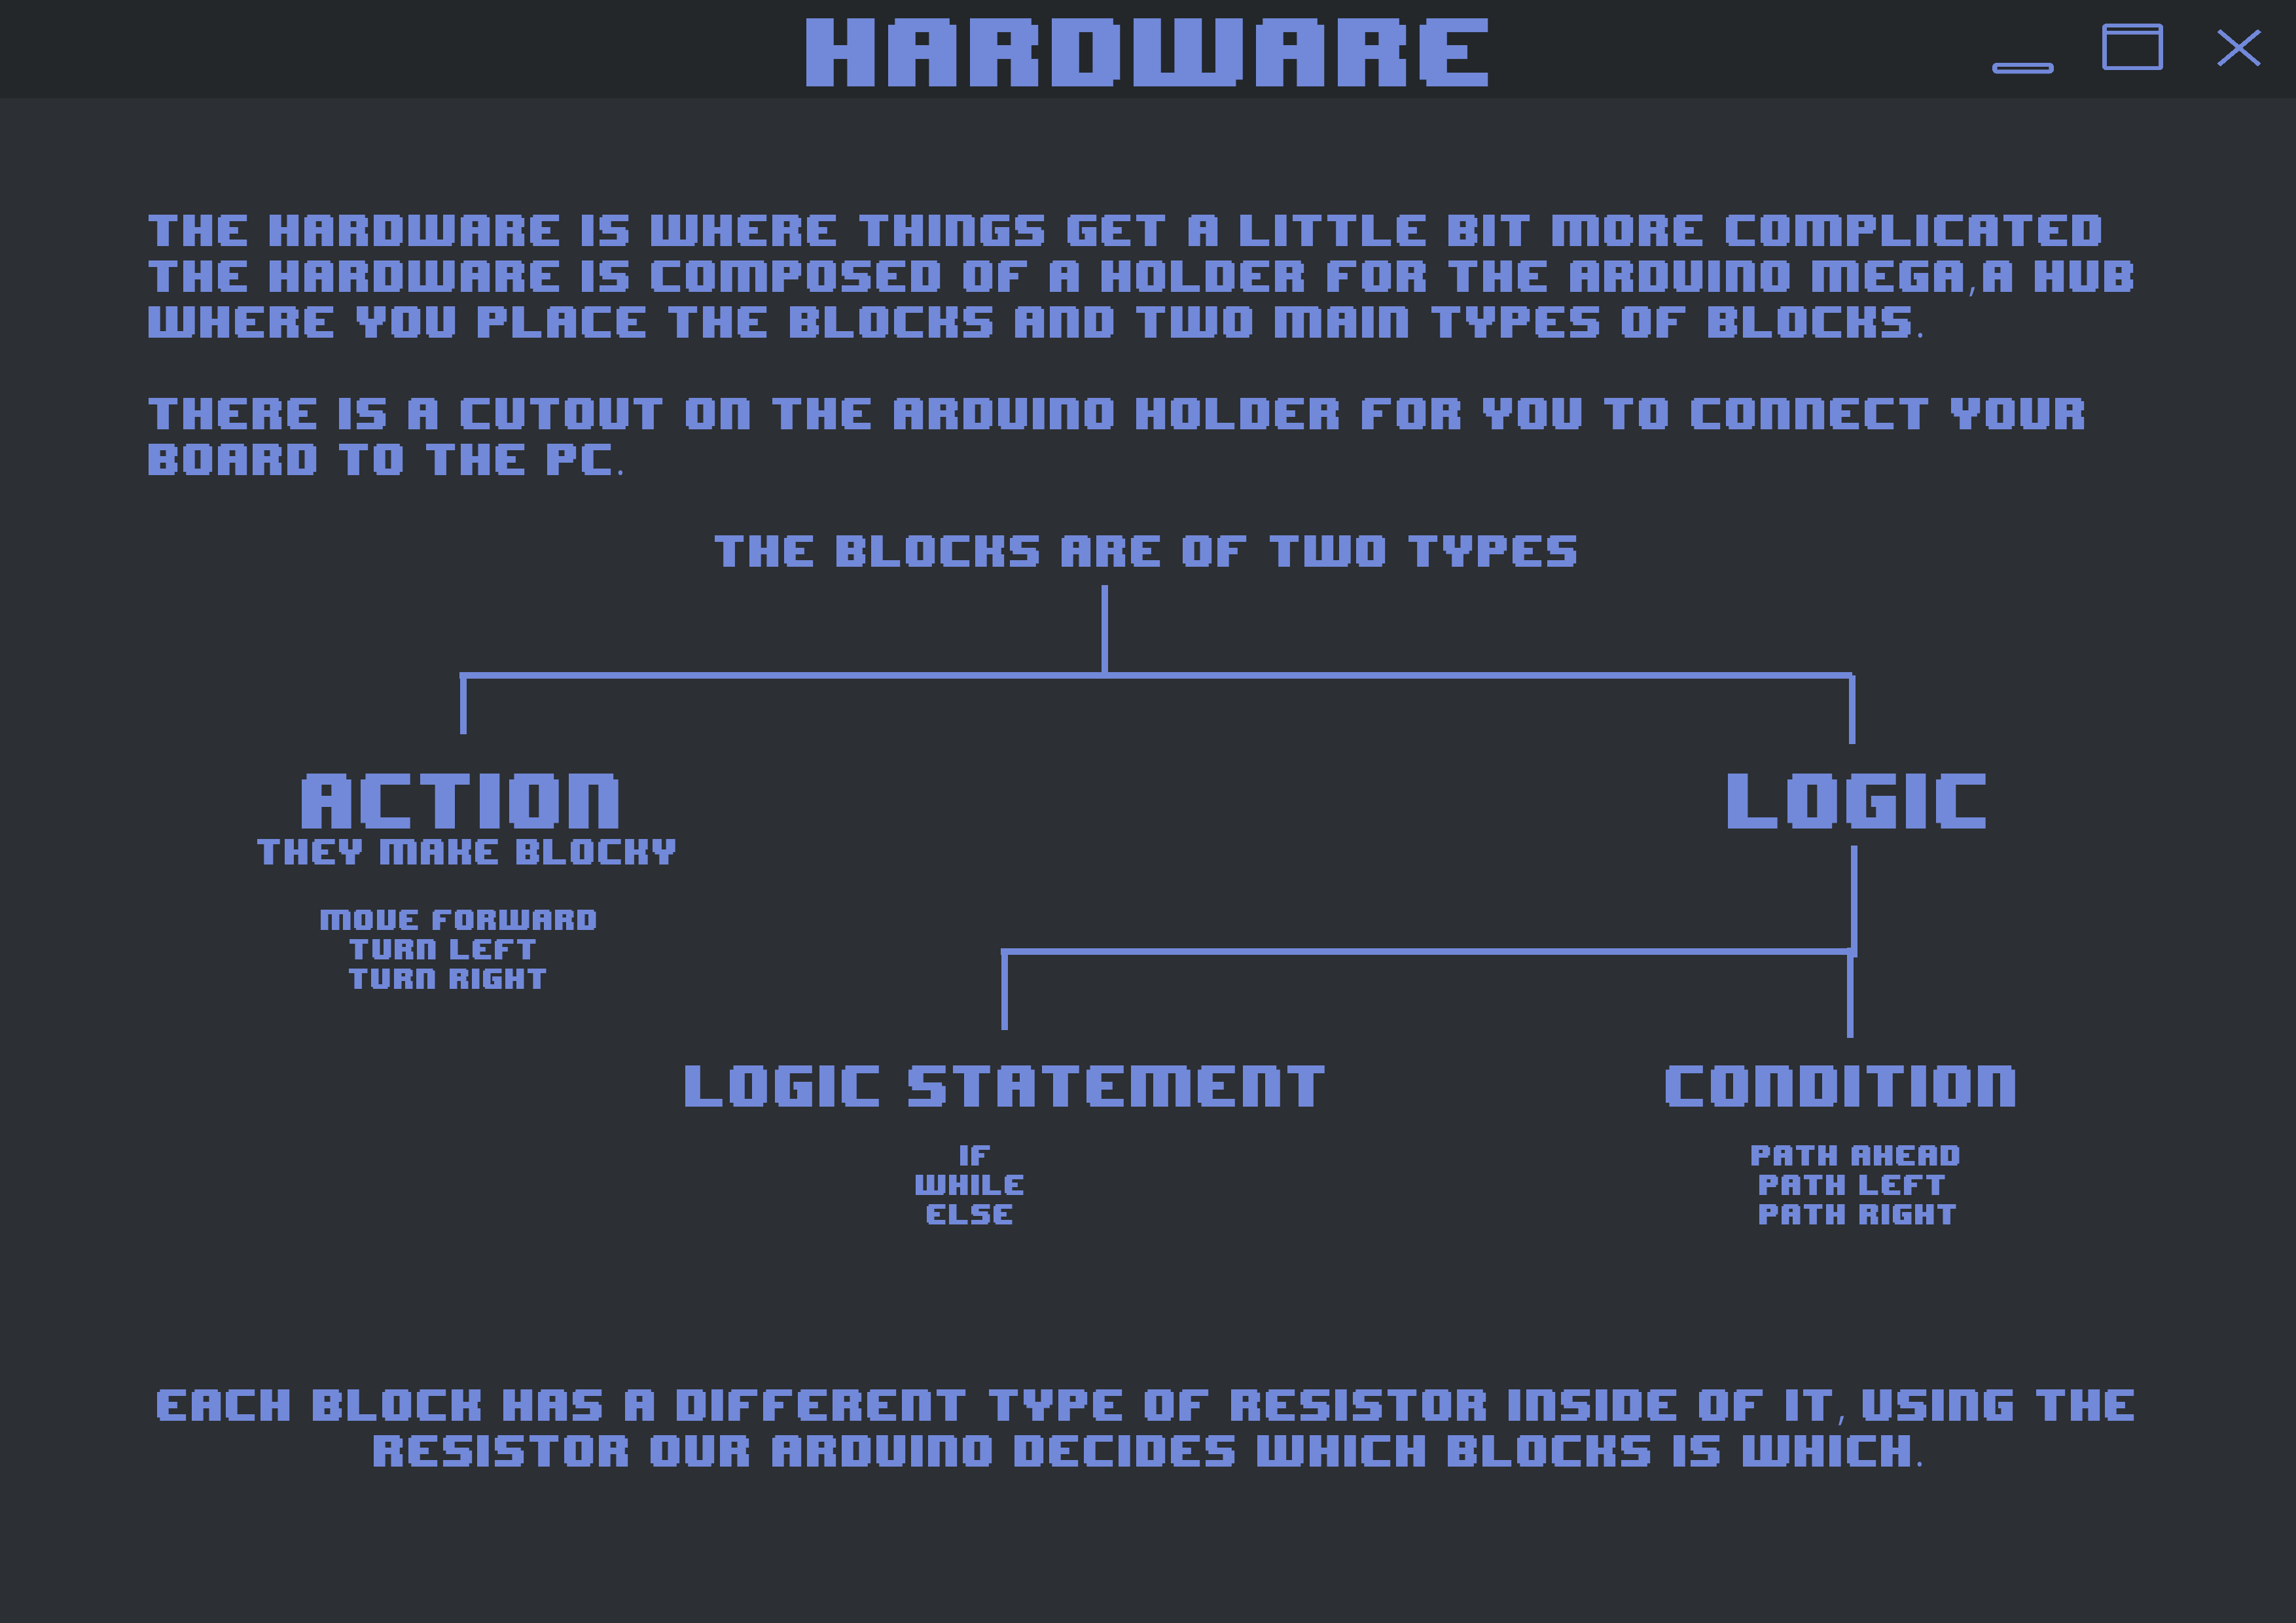 HARDWARE
THE HARDWARE IS WHERE THINGS GET A LITTLE BIT MORE COMPLICATED
THE HARDWARE IS COMPOSED OF A HOLDER FOR THE ARDUINO MEGA,A HUB
WHERE YOU PLACE THE BLOCKS AND TWO MAIN TYPES OF BLOCKS.
THERE IS A CUTOUT ON THE ARDUINO HOLDER FOR YOU TO CONNECT YOUR
BOARD TO THE PC.
THE BLOCKS ARE OF TWO TYPES
ACTION
THEY MAKE BLOCKY
MOVE FORWARD
TURN LEFT
TURN RIGHT
LOGIC
LOGIC STATEMENT
IF
WHILE
ELSE
CONDITION
PATH AHEAD
PATH LEFT
PATH RIGHT
EACH BLOCK HAS A DIFFERENT TYPE OF RESISTOR INSIDE OF IT, USING THE
RESISTOR OUR ARDUINO DECIDES WHICH BLOCKS IS WHICH.